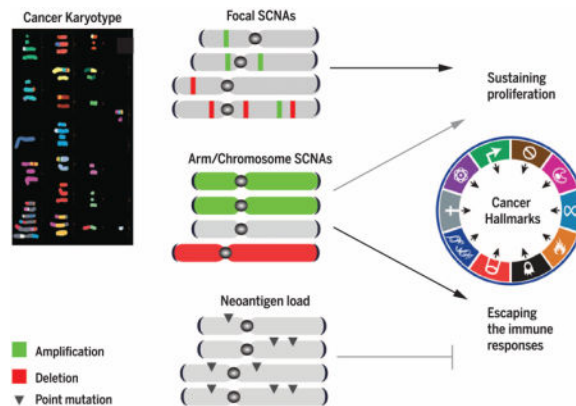 Cancer Karyotype
Focal SCNAs
Sustaining
proliferation
Arm/Chromosome SCNAs
Cancer
Hallmarks
Neoantigen load
Escaping
the immune
responses
Amplification
Deletion
Point mutation